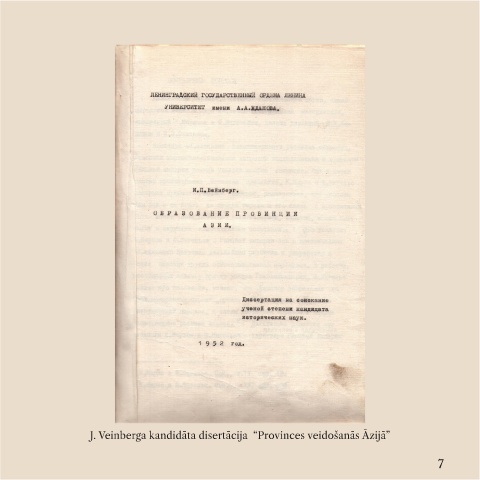 ЛЕНИНГРАДСКИЙ ГОСУДАРСТВЕННЫЙ ОРДЕНА ЛЕНИНА
УНИВЕРСИТЕТ имени А.А.ЖДАНОВА.
И.П.Вейнберг.
ОБРАЗОВАНИЕ ПРОВИНЦИИ
АЗИИ.
Диссертация на соискание
ученой степени кандидата
исторических наук.
1952 год.
J. Veinberga kandidāta disertācija “Provinces veidošanās Āzijā”
7